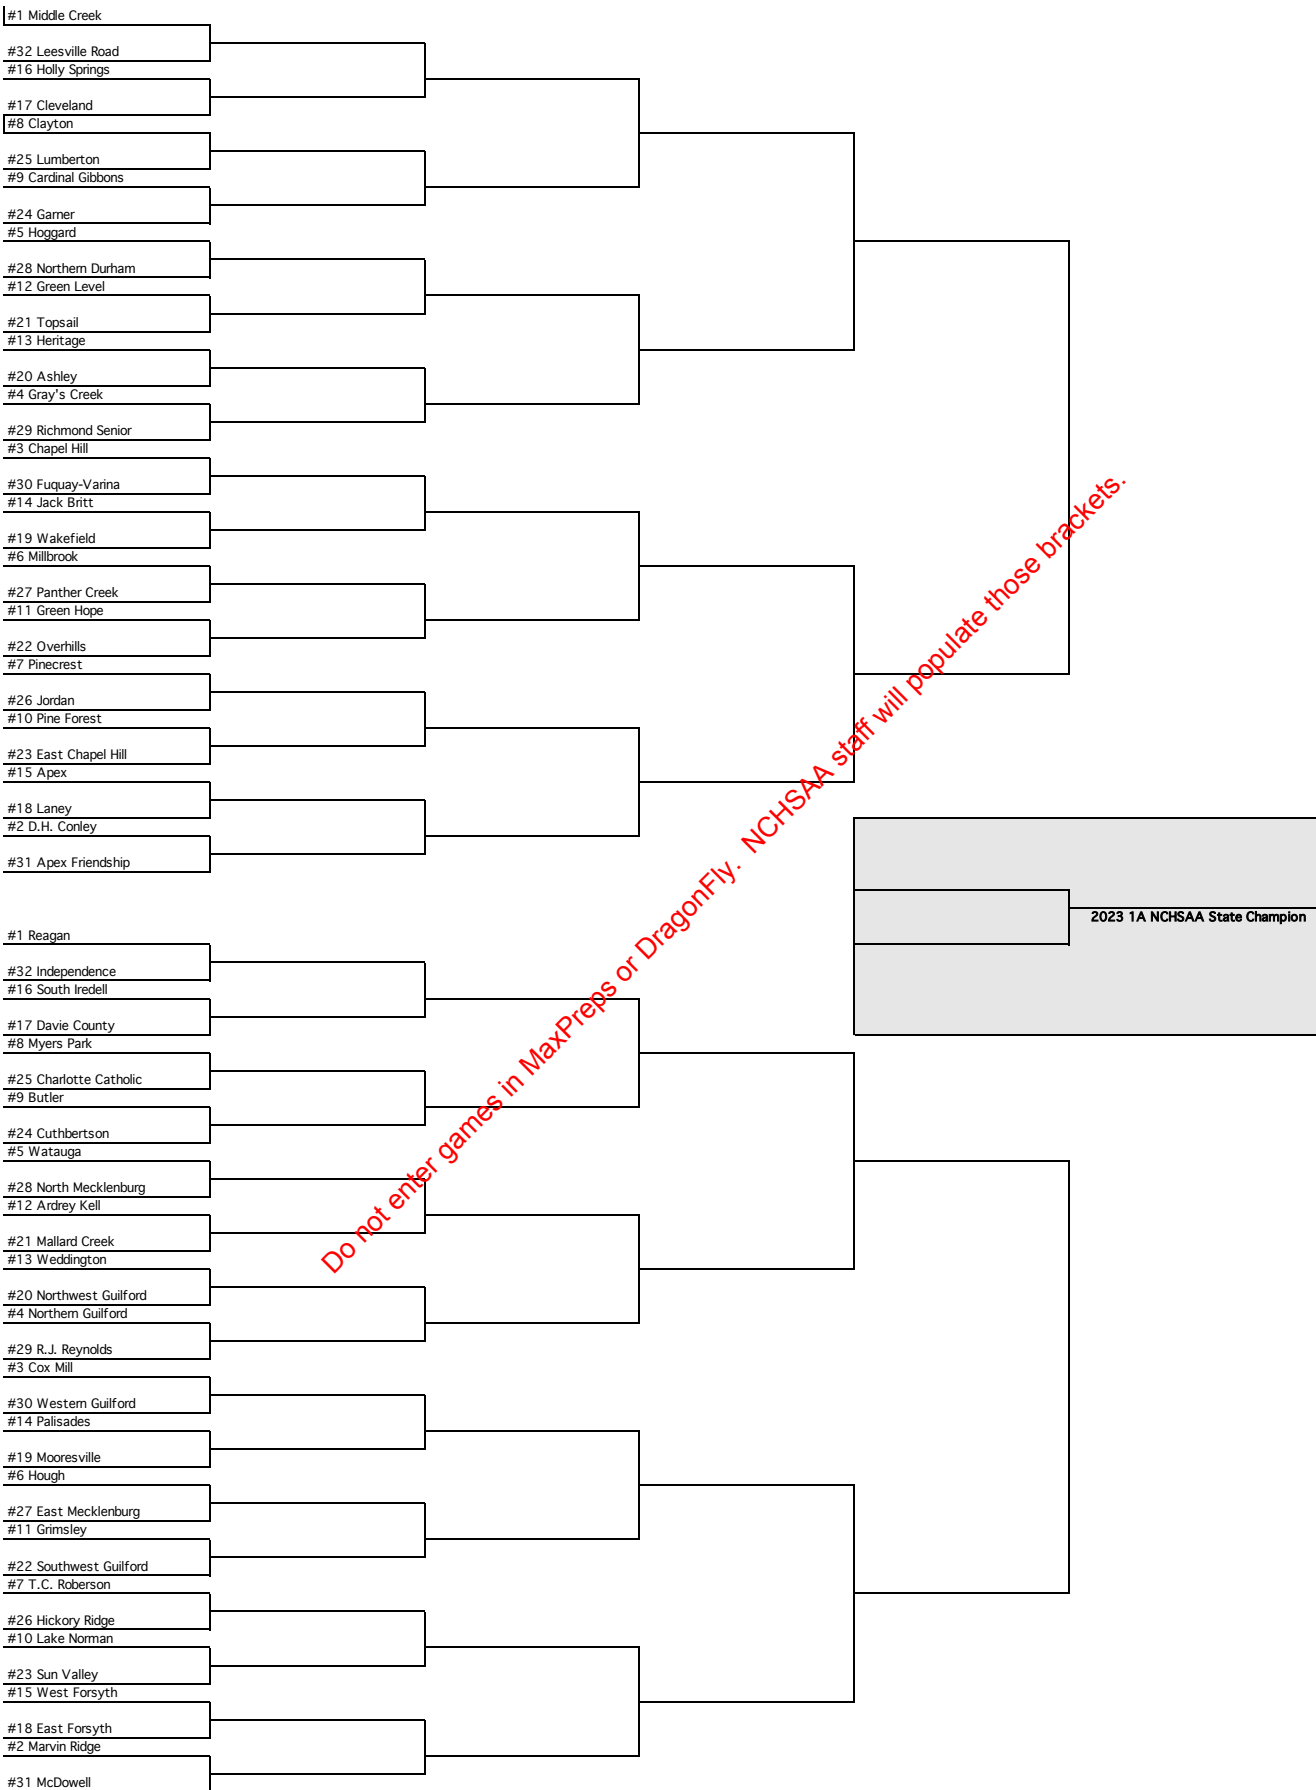 #1 Middle Creek
#32 Leesville Road
#16 Holly Springs
#17 Cleveland
#8 Clayton
#25 Lumberton
#9 Cardinal Gibbons
#24 Garner
#5 Hoggard
#28 Northern Durham
#12 Green Level
#21 Topsail
#13 Heritage
#20 Ashley
#4 Gray's Creek
#29 Richmond Senior
#3 Chapel Hill
#30 Fuquay-Varina
#14 Jack Britt
#19 Wakefield
#6 Millbrook
#27 Panther Creek
#11 Green Hope
#22 Overhills
#7 Pinecrest
#26 Jordan
#10 Pine Forest
#23 East Chapel Hill
#15 Apex
#18 Laney
#2 D.H. Conley
#31 Apex Friendship
2023 1A NCHSAA State Champion
#1 Reagan
#32 Independence
#16 South Iredell
#17 Davie County
#8 Myers Park
#25 Charlotte Catholic
#9 Butler
#24 Cuthbertson
#5 Watauga
#28 North Mecklenburg
#12 Ardrey Kell
#21 Mallard Creek
#13 Weddington
#20 Northwest Guilford
#4 Northern Guilford
#29 R.J. Reynolds
#3 Cox Mill
#30 Western Guilford
#14 Palisades
#19 Mooresville
#6 Hough
#27 East Mecklenburg
#11 Grimsley
#22 Southwest Guilford
#7 T.C. Roberson
#26 Hickory Ridge
#10 Lake Norman
#23 Sun Valley
#15 West Forsyth
#18 East Forsyth
#2 Marvin Ridge
#31 McDowell
Do not enter games in MaxPreps or DragonFly. NCHSAA staff will populate those brackets.